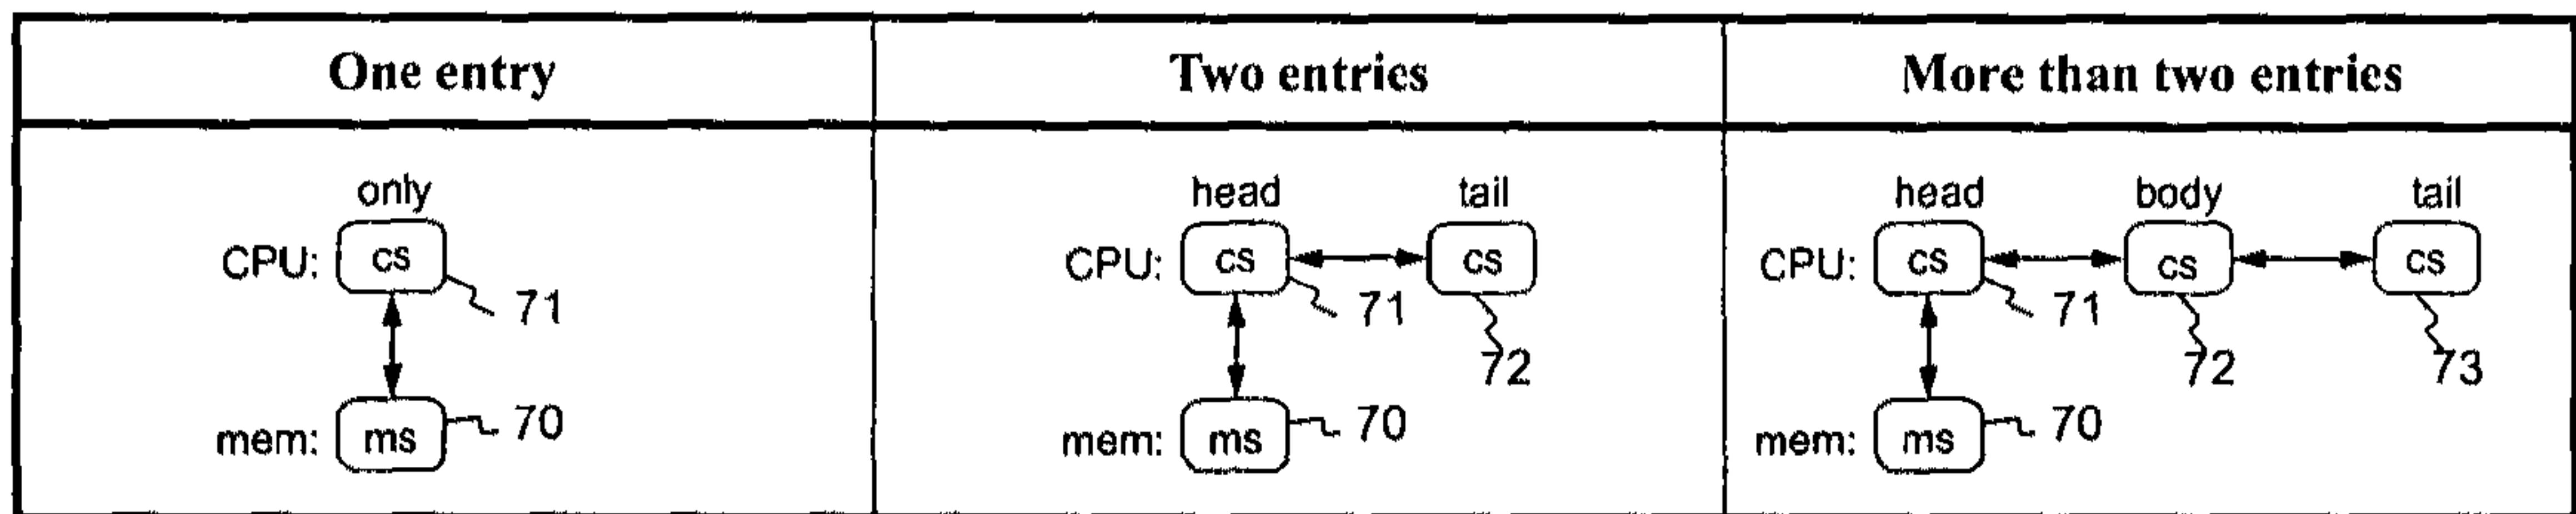 One entry Two entries More than two entries
only head tail head body tail
CPU: cs CPU: cs cs CPU: cs cs cs
71 71 71
72 72 73
mem: ms 70 mem: ms 70 mem: ms 70